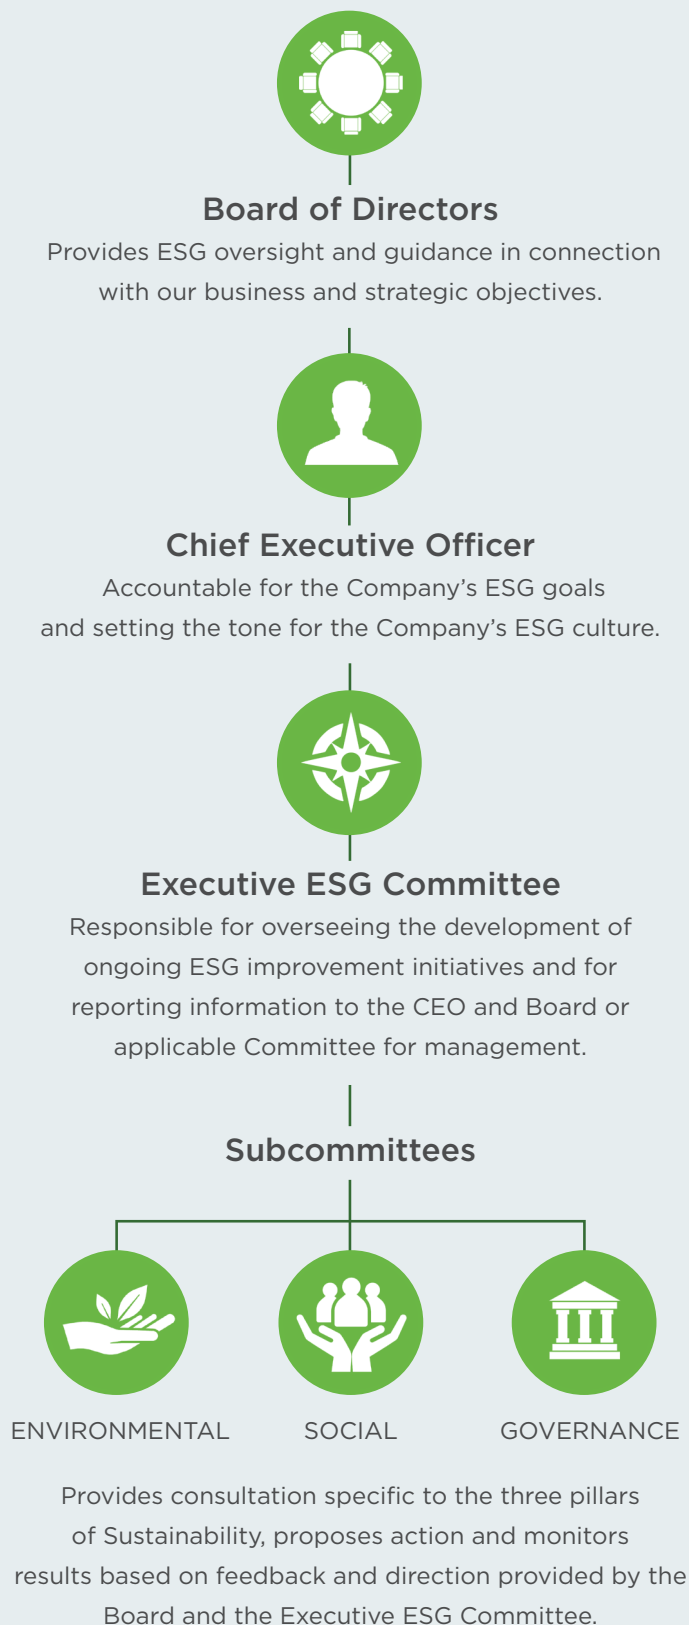 Board of Directors
Provides ESG oversight and guidance in connection
with our business and strategic objectives.
Chief Executive Officer
Accountable for the Company’s ESG goals
and setting the tone for the Company’s ESG culture.
Executive ESG Committee
Responsible for overseeing the development of
ongoing ESG improvement initiatives and for
reporting information to the CEO and Board or
applicable Committee for management.
Subcommittees
ENVIRONMENTAL SOCIAL GOVERNANCE
Provides consultation specific to the three pillars
of Sustainability, proposes action and monitors
results based on feedback and direction provided by the
Board and the Executive ESG Committee.